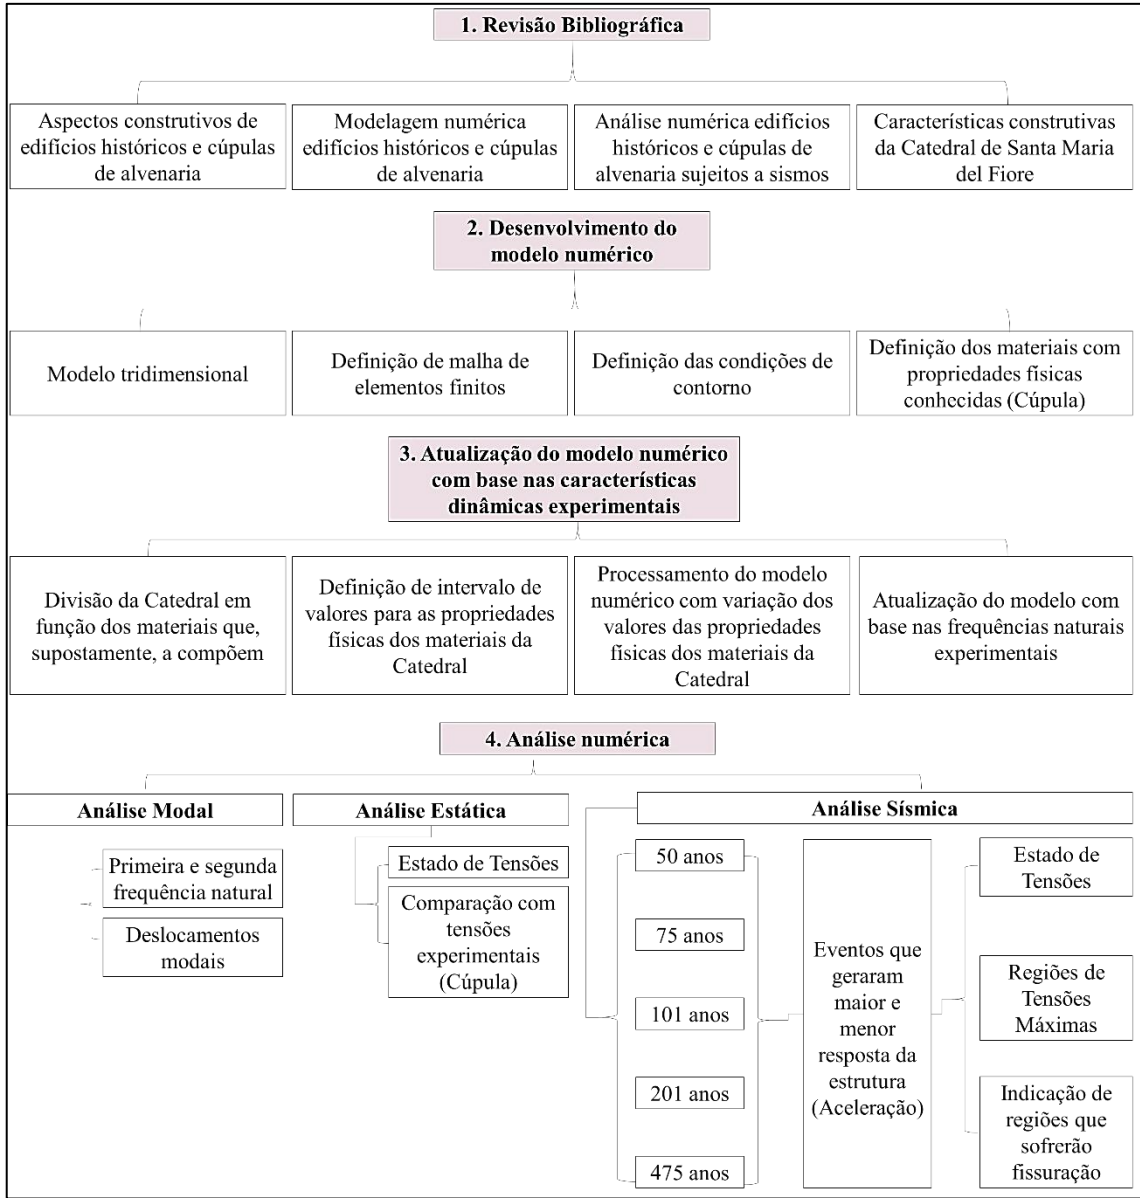 1. Revisão Bibliográfica
Aspectos construtivos de
edifícios históricos e cúpulas
de alvenaria
Modelagem numérica
edifícios históricos e cúpulas
de alvenaria
Análise numérica edifícios
históricos e cúpulas de
alvenaria sujeitos a sismos
Características construtivas
da Catedral de Santa Maria
del Fiore
2. Desenvolvimento do
modelo numérico
Modelo tridimensional
Definição de malha de
elementos finitos
Definição das condições de
contorno
Definição dos materiais com
propriedades físicas
conhecidas (Cúpula)
3. Atualização do modelo numérico
com base nas características
dinâmicas experimentais
Divisão da Catedral em
função dos materiais que,
supostamente, a compõem
Definição de intervalo de
valores para as propriedades
físicas dos materiais da
Catedral
Processamento do modelo
numérico com variação dos
valores das propriedades
físicas dos materiais da
Catedral
Atualização do modelo com
base nas frequências naturais
experimentais
4. Análise numérica
Análise Modal
Primeira e segunda
frequência natural
Deslocamentos
modais
Análise Estática
Estado de Tensões
Comparação com
tensões
experimentais
(Cúpula)
Análise Sísmica
50 anos
75 anos
101 anos
201 anos
475 anos
Eventos que
geraram
maior e
menor
resposta da
estrutura
(Aceleração)
Estado de
Tensões
Regiões de
Tensões
Máximas
Indicação de
regiões que
sofrerão
fissuração